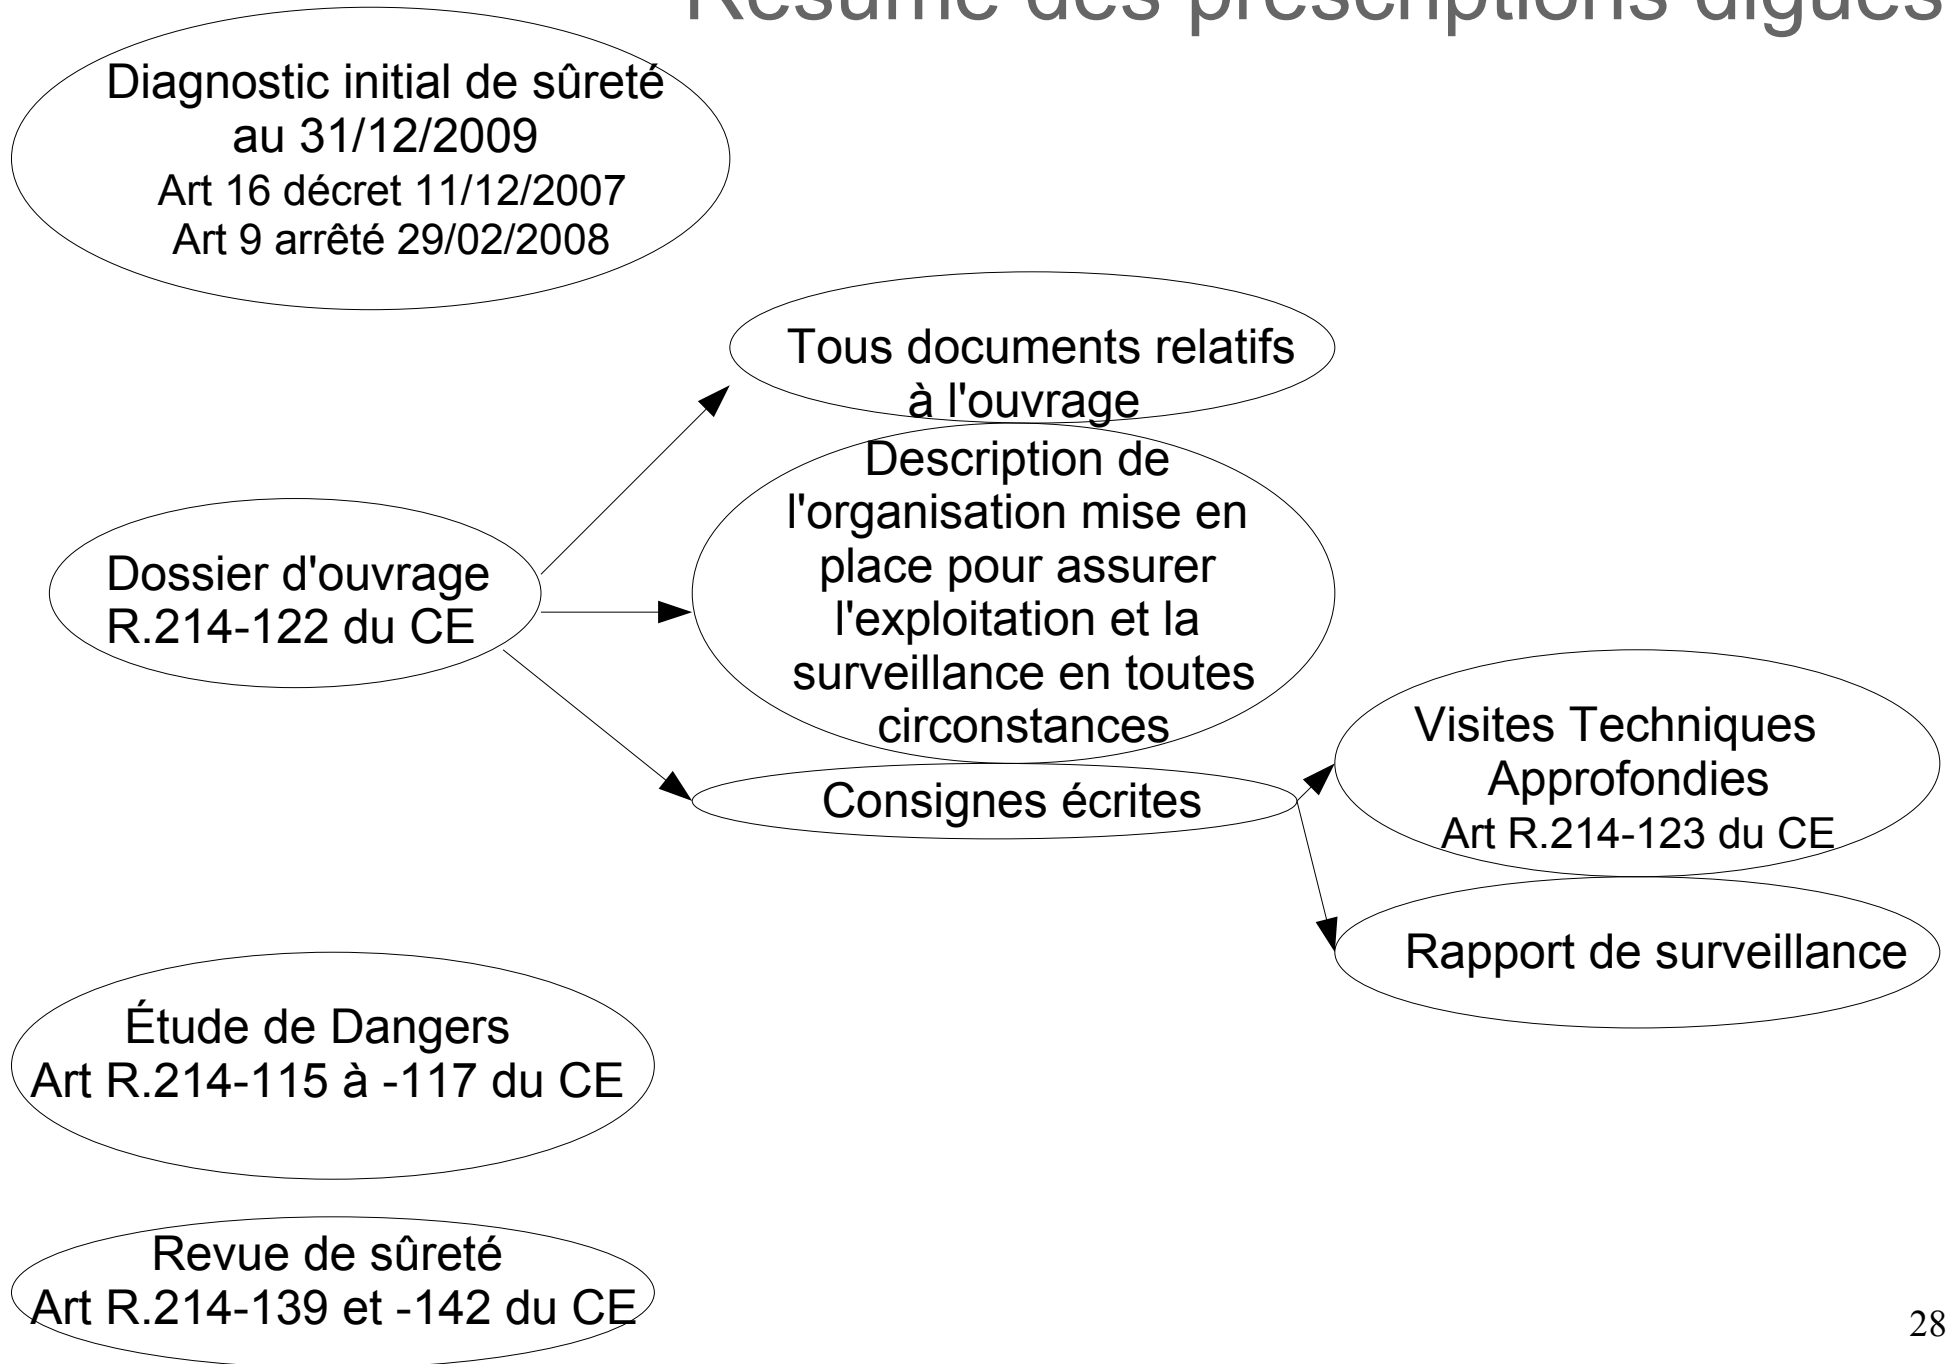 Résumé des prescriptions digues
Diagnostic initial de sûreté
au 31/12/2009
Art 16 décret 11/12/2007
Art 9 arrêté 29/02/2008
Tous documents relatifs
à l'ouvrage
Description de
l'organisation mise en
place pour assurer
l'exploitation et la
surveillance en toutes
circonstances
Dossier d'ouvrage
R.214-122 du CE
Consignes écrites
Visites Techniques
Approfondies
Art R.214-123 du CE
Rapport de surveillance
Étude de Dangers
Art R.214-115 à -117 du CE
Revue de sûreté
Art R.214-139 et -142 du CE
28